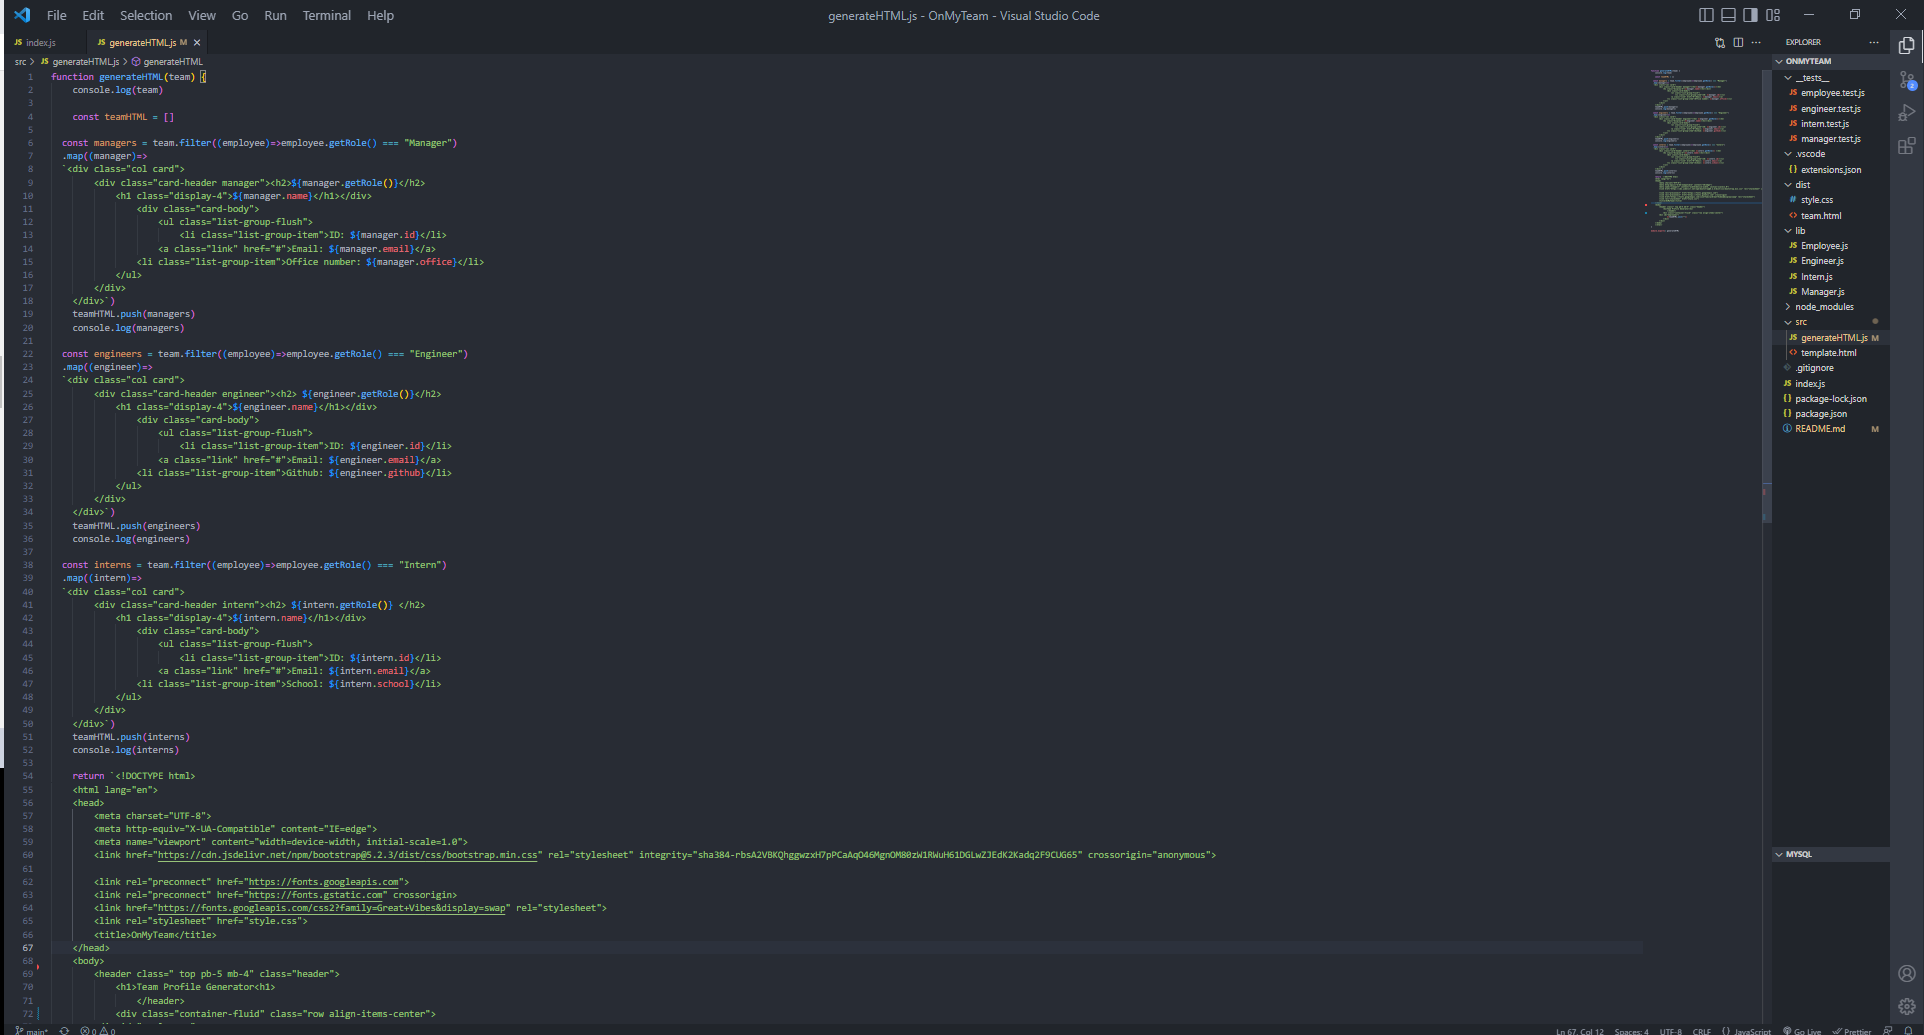 File Edit Selection View Go Run Terminal Help
generateHTML.js - OnMyTeam - Visual Studio Code
JS index.js
JS generateHTML.js M
src > JS generateHTML.js > generateHTML
1 function generateHTML(team) {
2 console.log(team)
3
4 const teamHTML = []
5
6 const managers = team.filter((employee)=>employee.getRole() === "Manager")
7 .map((manager)=>
8 `<div class="col card">
9 <div class="card-header manager"><h2>${manager.getRole()}</h2>
10 <h1 class="display-4">${manager.name}</h1></div>
11 <div class="card-body">
12 <ul class="list-group-flush">
13 <li class="list-group-item">ID: ${manager.id}</li>
14 <a class="link" href="#">Email: ${manager.email}</a>
15 <li class="list-group-item">Office number: ${manager.office}</li>
16 </ul>
17 </div>
18 </div>`)
19 teamHTML.push(managers)
20 console.log(managers)
21
22 const engineers = team.filter((employee)=>employee.getRole() === "Engineer")
23 .map((engineer)=>
24 `<div class="col card">
25 <div class="card-header engineer"><h2> ${engineer.getRole()}</h2>
26 <h1 class="display-4">${engineer.name}</h1></div>
27 <div class="card-body">
28 <ul class="list-group-flush">
29 <li class="list-group-item">ID: ${engineer.id}</li>
30 <a class="link" href="#">Email: ${engineer.email}</a>
31 <li class="list-group-item">Github: ${engineer.github}</li>
32 </ul>
33 </div>
34 </div>`)
35 teamHTML.push(engineers)
36 console.log(engineers)
37
38 const interns = team.filter((employee)=>employee.getRole() === "Intern")
39 .map((intern)=>
40 `<div class="col card">
41 <div class="card-header intern"><h2> ${intern.getRole()} </h2>
42 <h1 class="display-4">${intern.name}</h1></div>
43 <div class="card-body">
44 <ul class="list-group-flush">
45 <li class="list-group-item">ID: ${intern.id}</li>
46 <a class="link" href="#">Email: ${intern.email}</a>
47 <li class="list-group-item">School: ${intern.school}</li>
48 </ul>
49 </div>
50 </div>`)
51 teamHTML.push(interns)
52 console.log(interns)
53
54 return `<!DOCTYPE html>
55 <html lang="en">
56 <head>
57 <meta charset="UTF-8">
58 <meta http-equiv="X-UA-Compatible" content="IE=edge">
59 <meta name="viewport" content="width=device-width, initial-scale=1.0">
60 <link href="https://cdn.jsdelivr.net/npm/bootstrap@5.2.3/dist/css/bootstrap.min.css" rel="stylesheet" integrity="sha384-rbsA2VBKQhggwzxH7pPCaAqO46MgnOM80zW1RWuH61DGLwZJEdK2Kadq2F9CUG65" crossorigin="anonymous">
61
62 <link rel="preconnect" href="https://fonts.googleapis.com">
63 <link rel="preconnect" href="https://fonts.gstatic.com" crossorigin>
64 <link href="https://fonts.googleapis.com/css2?family=Great+Vibes&display=swap" rel="stylesheet">
65 <link rel="stylesheet" href="style.css">
66 <title>OnMyTeam</title>
67 </head>
68 <body>
69 <header class=" top pb-5 mb-4" class="header">
70 <h1>Team Profile Generator<h1>
71 </header>
72 <div class="container-fluid" class="row align-items-center">
EXPLORER
ONMYTEAM
__tests__
JS employee.test.js
JS engineer.test.js
JS intern.test.js
JS manager.test.js
.vscode
{} extensions.json
dist
# style.css
<> team.html
lib
JS Employee.js
JS Engineer.js
JS Intern.js
JS Manager.js
node_modules
src
JS generateHTML.js M
<> template.html
.gitignore
JS index.js
{} package-lock.json
{} package.json
README.md M
MYSQL
2
main* 0 0
Ln 67, Col 12 Spaces: 4 UTF-8 CRLF {} JavaScript Go Live Prettier